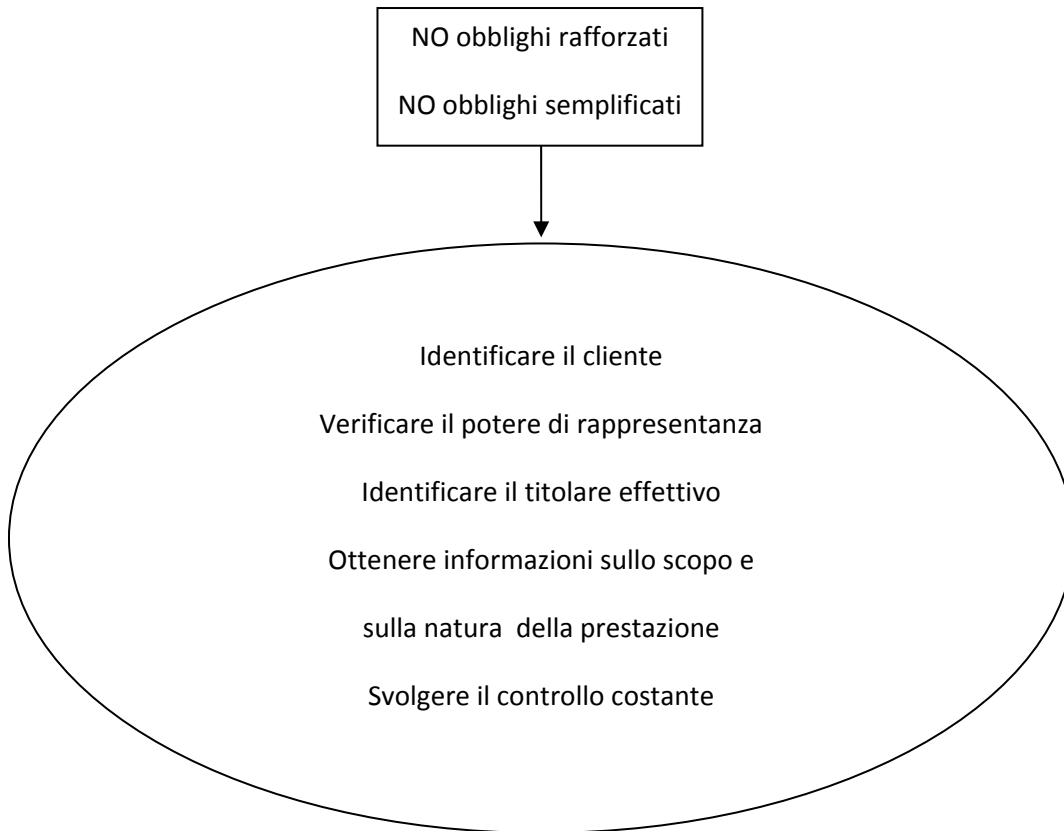 NO obblighi rafforzati
NO obblighi semplificati
Identificare il cliente
Verificare il potere di rappresentanza
Identificare il titolare effettivo
Ottenere informazioni sullo scopo e
sulla natura della prestazione
Svolgere il controllo costante